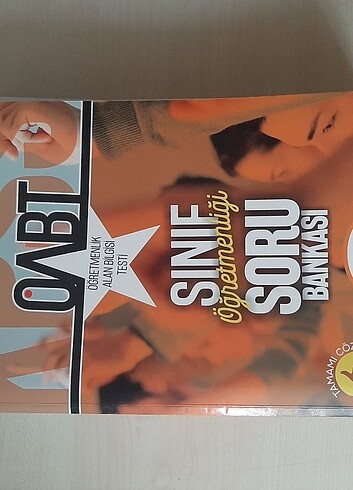 ÖABT
ÖĞRETMENLİK
ALAN BİLGİSİ
TESTİ
SINIF
Öğretmenliği
SORU
BANKASI
TAMAMI